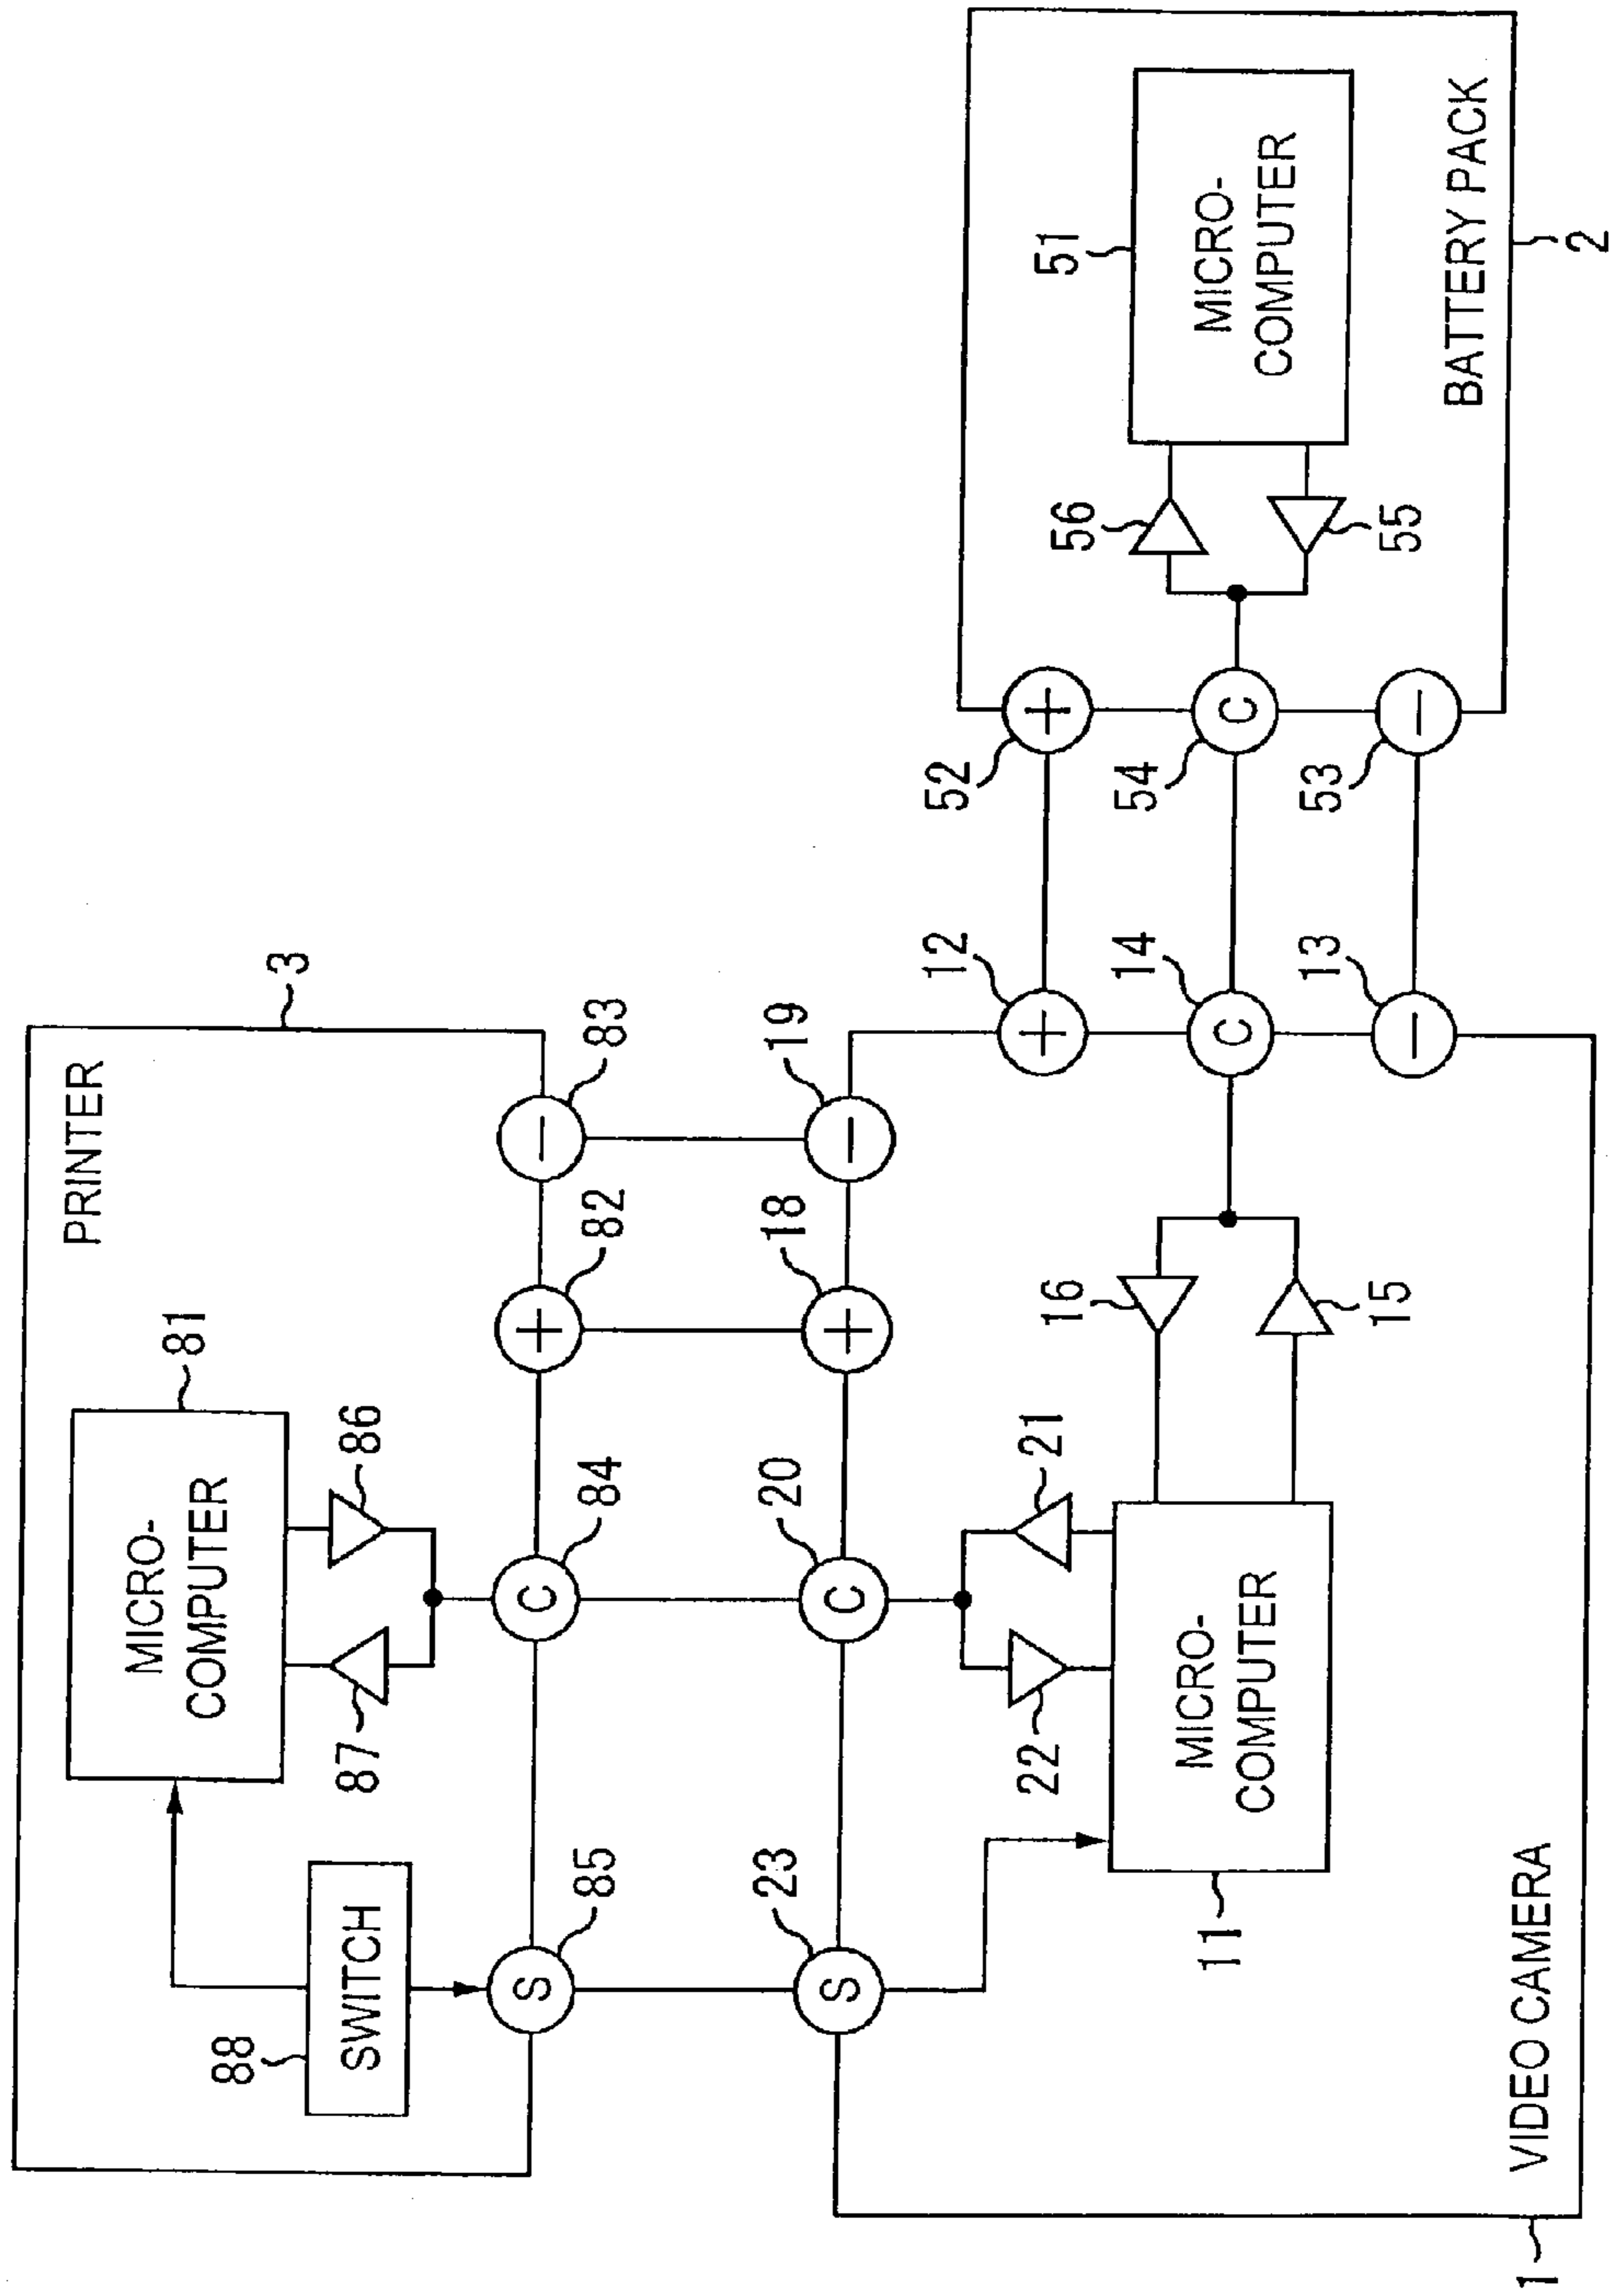 PRINTER
3
MICRO-
COMPUTER
81
86
87
SWITCH
88
S
85
C
84
+
82
−
83
S
23
C
20
+
18
−
19
21
22
MICRO-
COMPUTER
11
16
15
VIDEO CAMERA
1
+
12
C
14
−
13
+
52
C
54
−
53
56
55
MICRO-
COMPUTER
51
BATTERY PACK
2